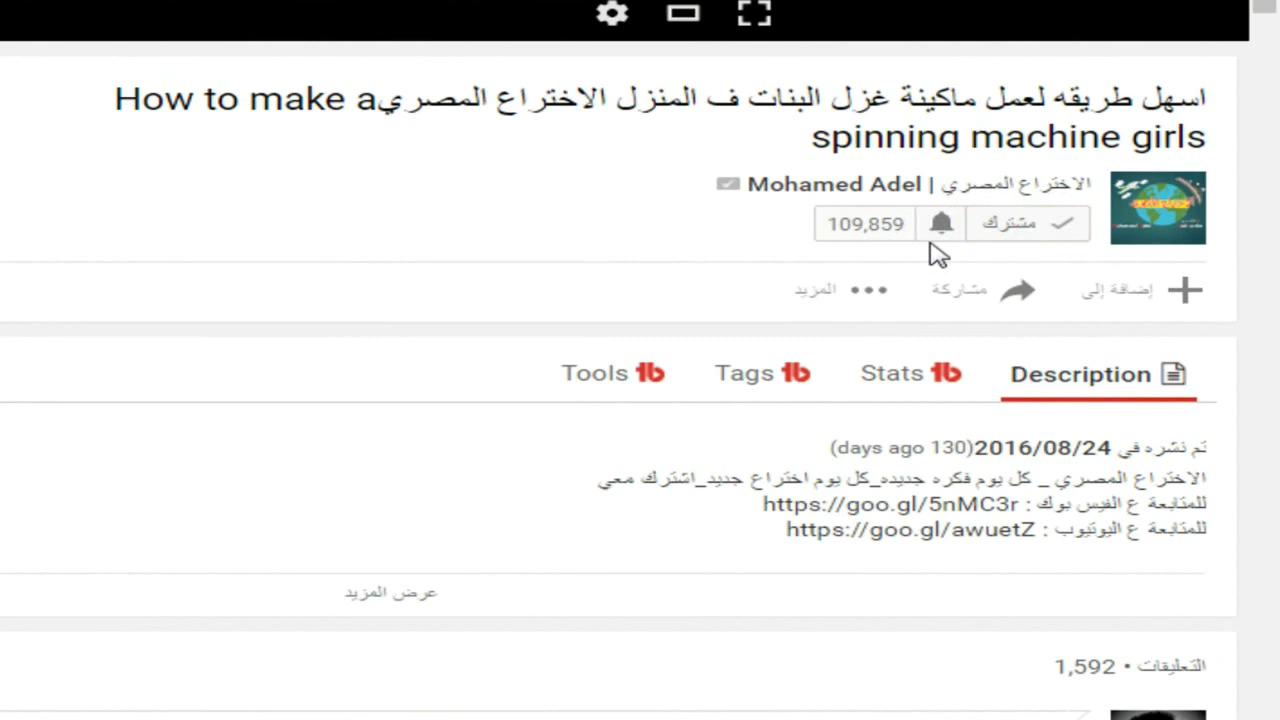 اسهل طريقه لعمل ماكينة غزل البنات ف المنزل الاختراع المصريHow to make a
spinning machine girls
الاختراع المصري | Mohamed Adel
مشترك 109,859
إضافة إلى مشاركة المزيد
Description Stats Tags Tools
تم نشره في 2016/08/24(130 days ago)
الاختراع المصري _ كل يوم فكره جديده_كل يوم اختراع جديد_اشترك معي
للمتابعة ع الفيس بوك : https://goo.gl/5nMC3r
للمتابعة ع اليوتيوب : https://goo.gl/awuetZ
عرض المزيد
التعليقات • 1,592